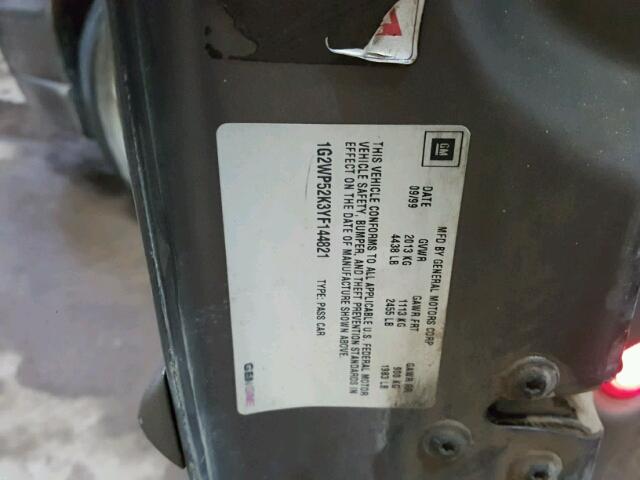 GM
MFD BY GENERAL MOTORS CORP
DATE GVWR GAWR FRT GAWR RR
09/99 2013 KG 1113 KG 900 KG
4438 LB 2455 LB 1983 LB
THIS VEHICLE CONFORMS TO ALL APPLICABLE U.S. FEDERAL MOTOR
VEHICLE SAFETY, BUMPER, AND THEFT PREVENTION STANDARDS IN
EFFECT ON THE DATE OF MANUFACTURE SHOWN ABOVE.
1G2WP52K3YF144821 TYPE: PASS CAR